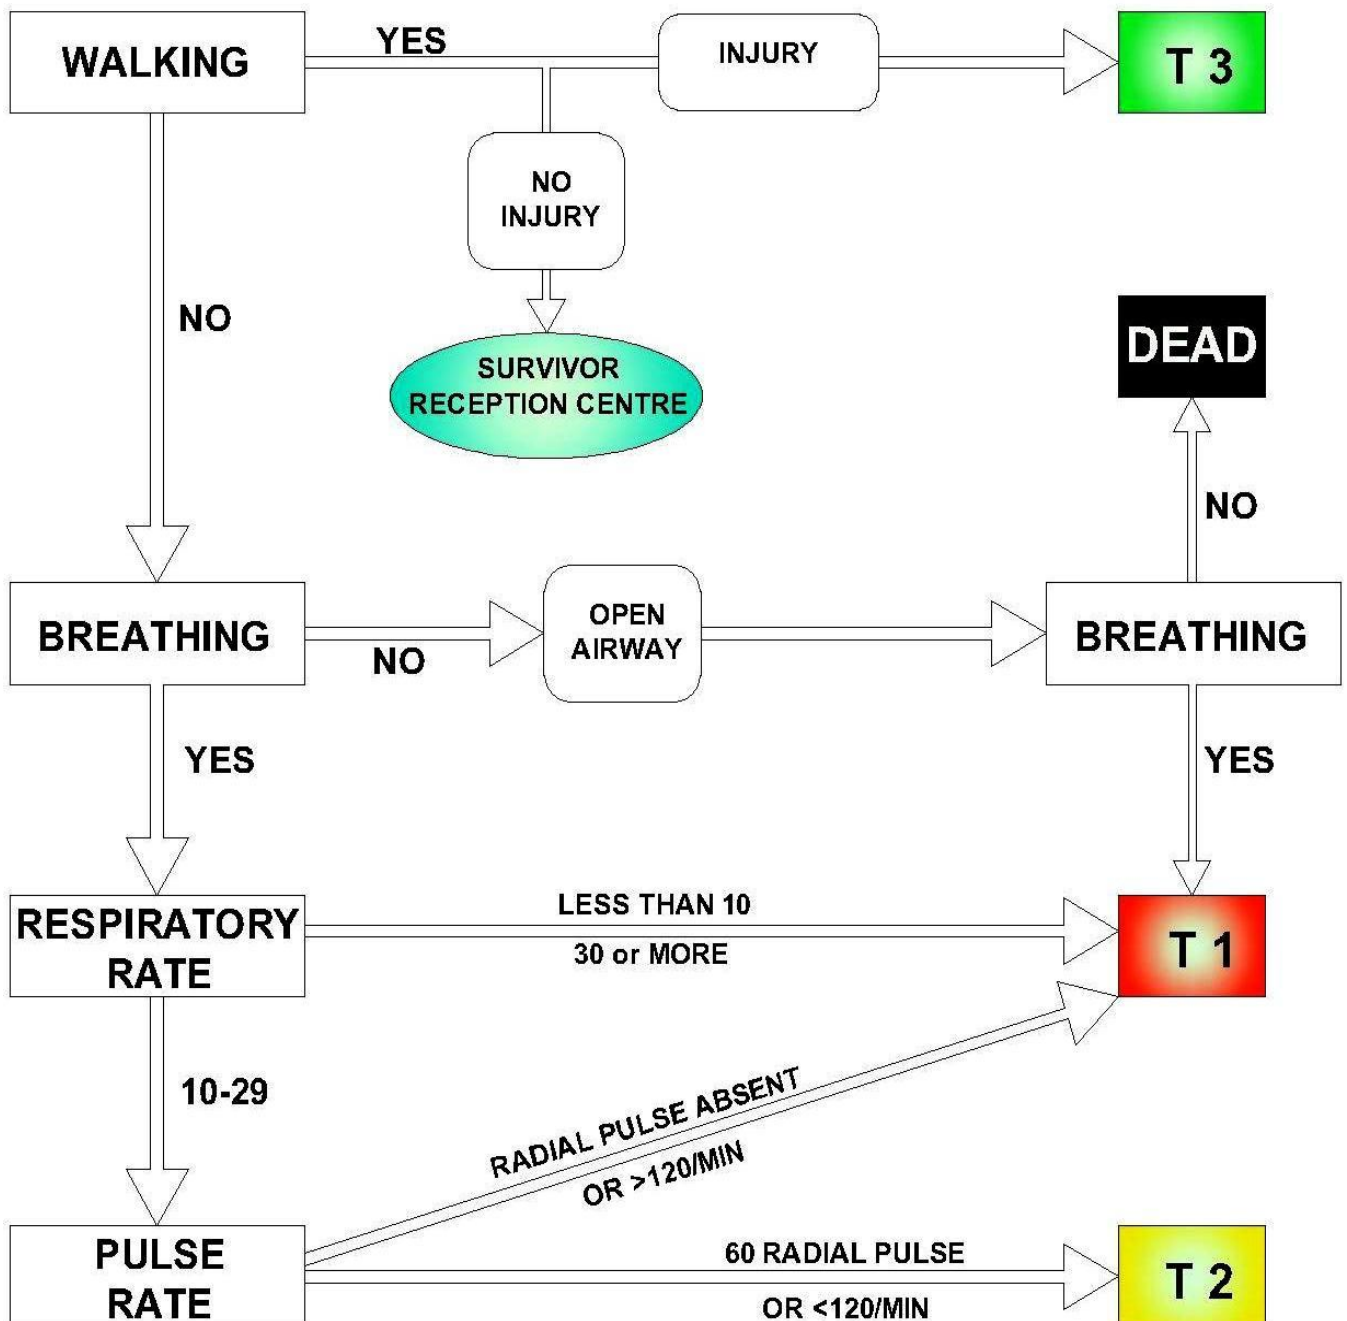 WALKING
YES
INJURY
T 3
NO
INJURY
NO
SURVIVOR
RECEPTION CENTRE
DEAD
NO
BREATHING
NO
OPEN
AIRWAY
BREATHING
YES
YES
RESPIRATORY
RATE
LESS THAN 10
30 or MORE
T 1
10-29
RADIAL PULSE ABSENT
OR >120/MIN
PULSE
RATE
60 RADIAL PULSE
OR <120/MIN
T 2